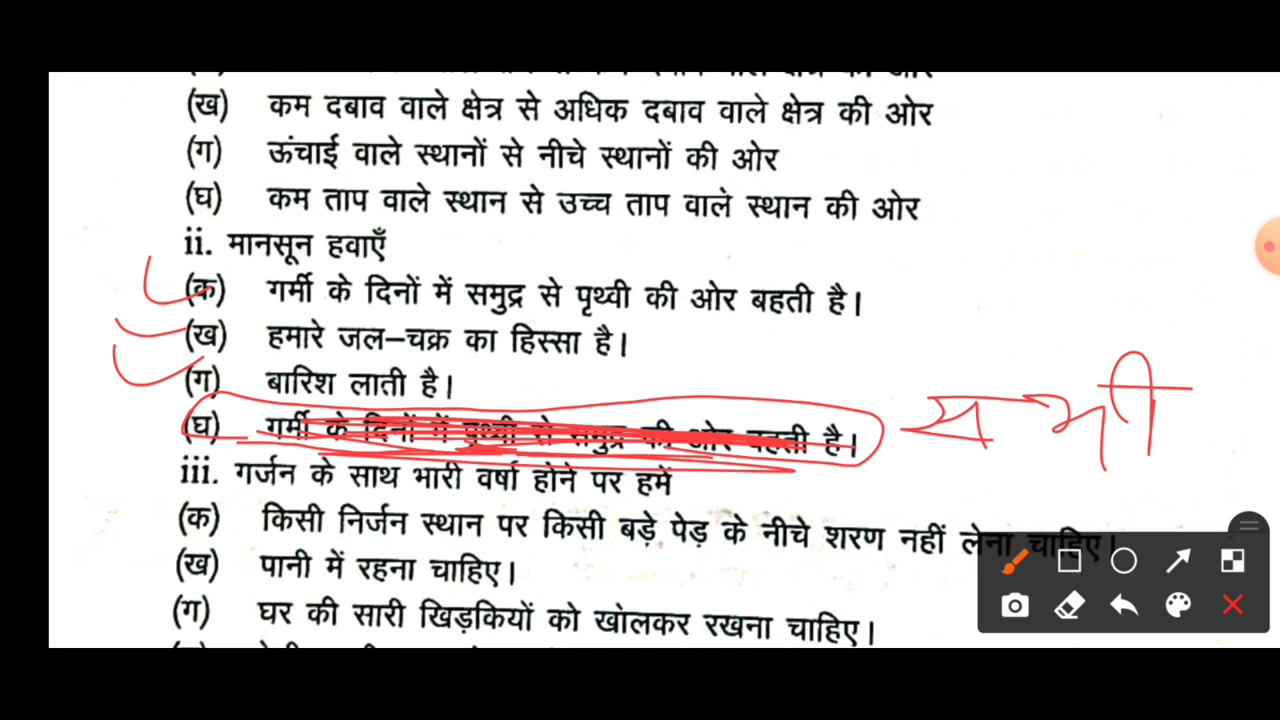 (ख) कम दबाव वाले क्षेत्र से अधिक दबाव वाले क्षेत्र की ओर
(ग) ऊंचाई वाले स्थानों से नीचे स्थानों की ओर
(घ) कम ताप वाले स्थान से उच्च ताप वाले स्थान की ओर
ii. मानसून हवाएँ
(क) गर्मी के दिनों में समुद्र से पृथ्वी की ओर बहती है।
(ख) हमारे जल–चक्र का हिस्सा है।
(ग) बारिश लाती है।
(घ) गर्मी के दिनों में पृथ्वी से समुद्र की ओर बहती है। सभी
iii. गर्जन के साथ भारी वर्षा होने पर हमें
(क) किसी निर्जन स्थान पर किसी बड़े पेड़ के नीचे शरण नहीं लेना चाहिए।
(ख) पानी में रहना चाहिए।
(ग) घर की सारी खिड़कियों को खोलकर रखना चाहिए।